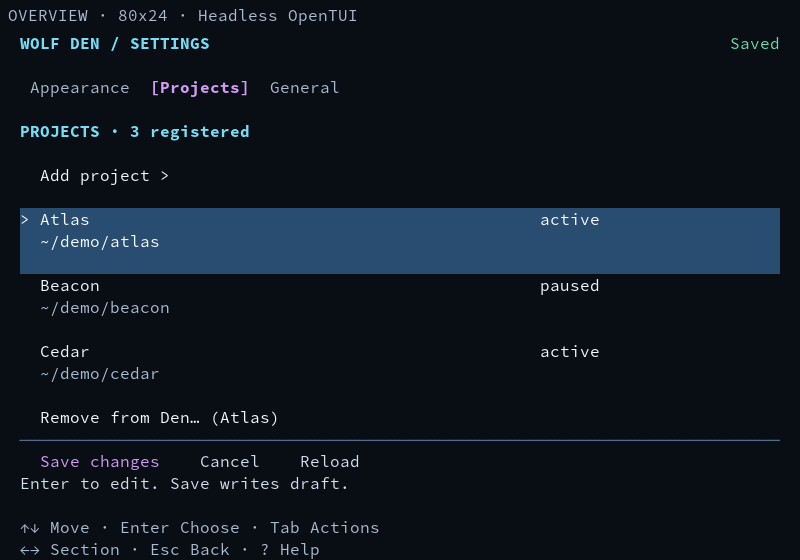 OVERVIEW · 80x24 · Headless OpenTUI
WOLF DEN / SETTINGS Saved
Appearance [Projects] General
PROJECTS · 3 registered
Add project >
> Atlas active
~/demo/atlas
Beacon paused
~/demo/beacon
Cedar active
~/demo/cedar
Remove from Den… (Atlas)
Save changes Cancel Reload
Enter to edit. Save writes draft.
↑↓ Move · Enter Choose · Tab Actions
←→ Section · Esc Back · ? Help